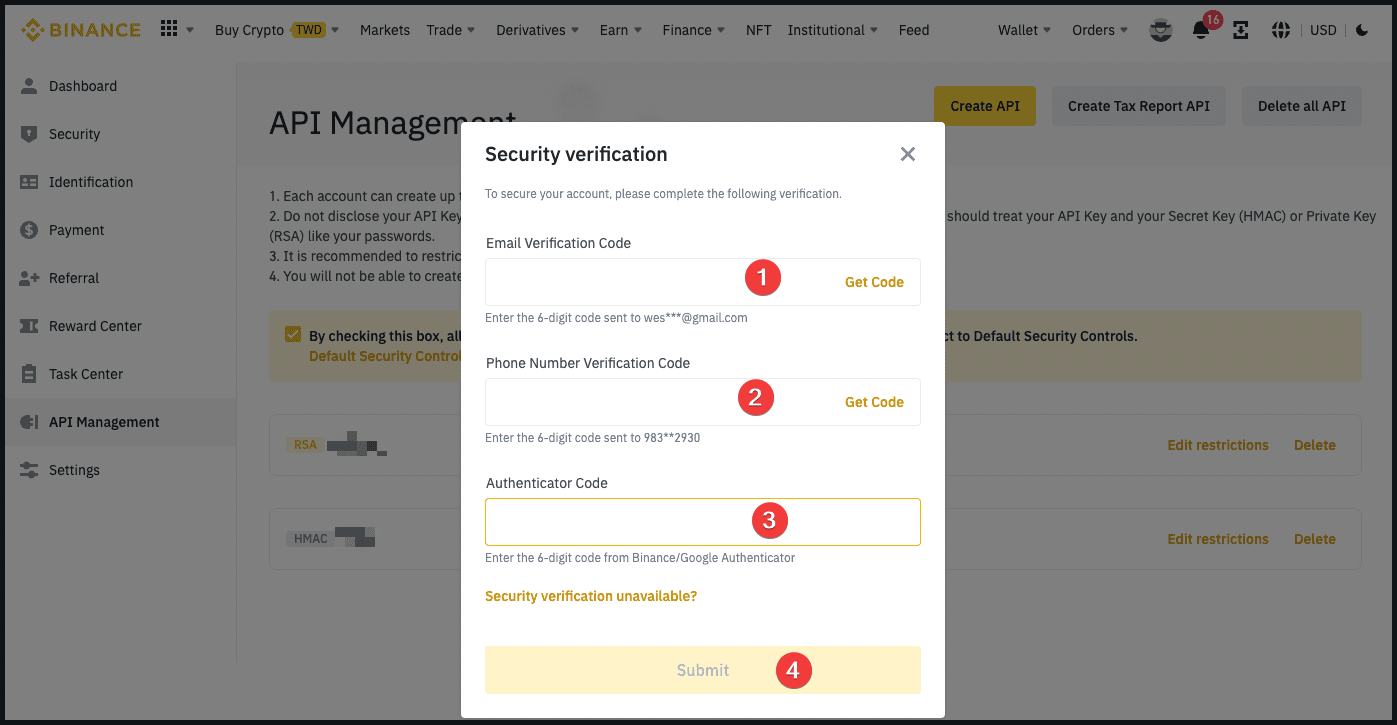 BINANCE
Buy Crypto TWD
Markets
Trade
Derivatives
Earn
Finance
NFT
Institutional
Feed
Wallet
Orders
16
USD
Dashboard
Security
Identification
Payment
Referral
Reward Center
Task Center
API Management
Settings
API Management
Create API
Create Tax Report API
Delete all API
1. Each account can create up
2. Do not disclose your API Key
should treat your API Key and your Secret Key (HMAC) or Private Key
(RSA) like your passwords.
3. It is recommended to restric
4. You will not be able to create
By checking this box, all
ct to Default Security Controls.
Default Security Control
RSA
Edit restrictions
Delete
HMAC
Edit restrictions
Delete
Security verification
To secure your account, please complete the following verification.
Email Verification Code
1
Get Code
Enter the 6-digit code sent to wes***@gmail.com
Phone Number Verification Code
2
Get Code
Enter the 6-digit code sent to 983**2930
Authenticator Code
3
Enter the 6-digit code from Binance/Google Authenticator
Security verification unavailable?
Submit
4